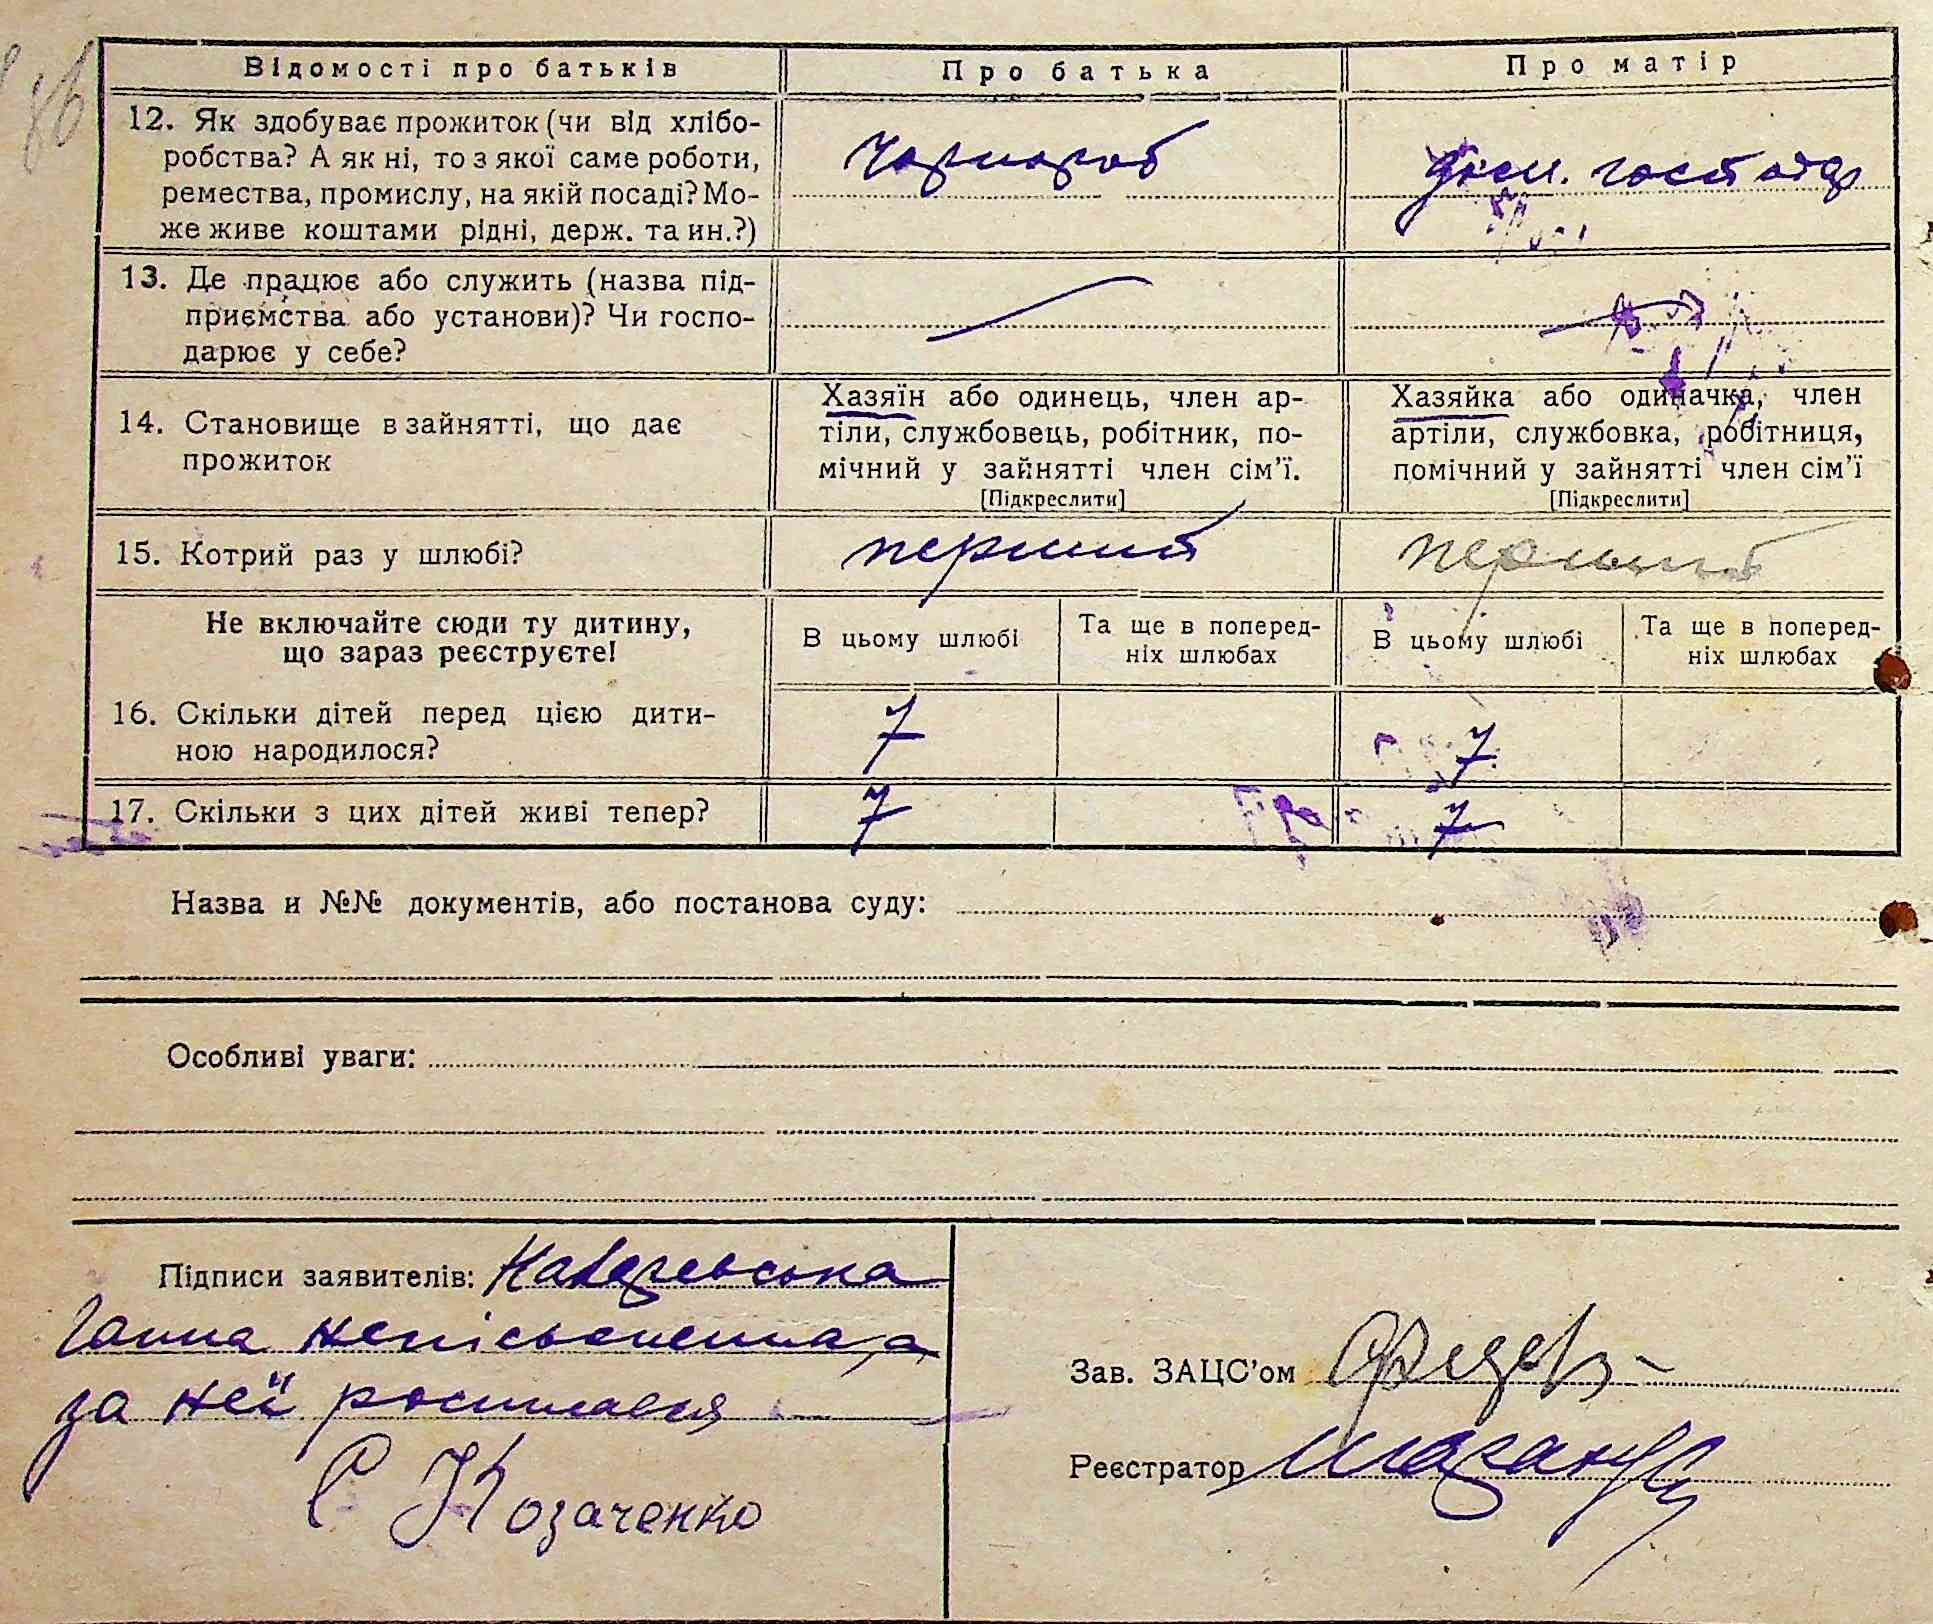 Відомості про батьків
Про батька
Про матір
12. Як здобуває прожиток (чи від хлібо-
робства? А як ні, то з якої саме роботи,
ремества, промислу, на якій посаді? Мо-
же живе коштами рідні, держ. та ин.?)
Чорнороб
дом. госпо
13. Де працює або служить (назва під-
приємства або установи)? Чи госпо-
дарює у себе?
14. Становище в зайнятті, що дає
прожиток
Хазяїн або одинець, член ар-
тіли, службовець, робітник, по-
мічний у зайнятті член сім'ї.
[Підкреслити]
Хазяйка або одиначка, член
артіли, службовка, робітниця,
помічний у зайнятті член сім'ї
[Підкреслити]
15. Котрий раз у шлюбі?
перший
перший
Не включайте сюди ту дитину,
що зараз реєструєте!
В цьому шлюбі
Та ще в поперед-
ніх шлюбах
В цьому шлюбі
Та ще в поперед-
ніх шлюбах
16. Скільки дітей перед цією дити-
ною народилося?
7
7
17. Скільки з цих дітей живі тепер?
7
7
Назва и №№ документів, або постанова суду:
Особливі уваги:
Підписи заявителів:
Ганна неписьменна, а
за неї росписался
С Козаченко
Зав. ЗАЦС'ом
Реєстратор